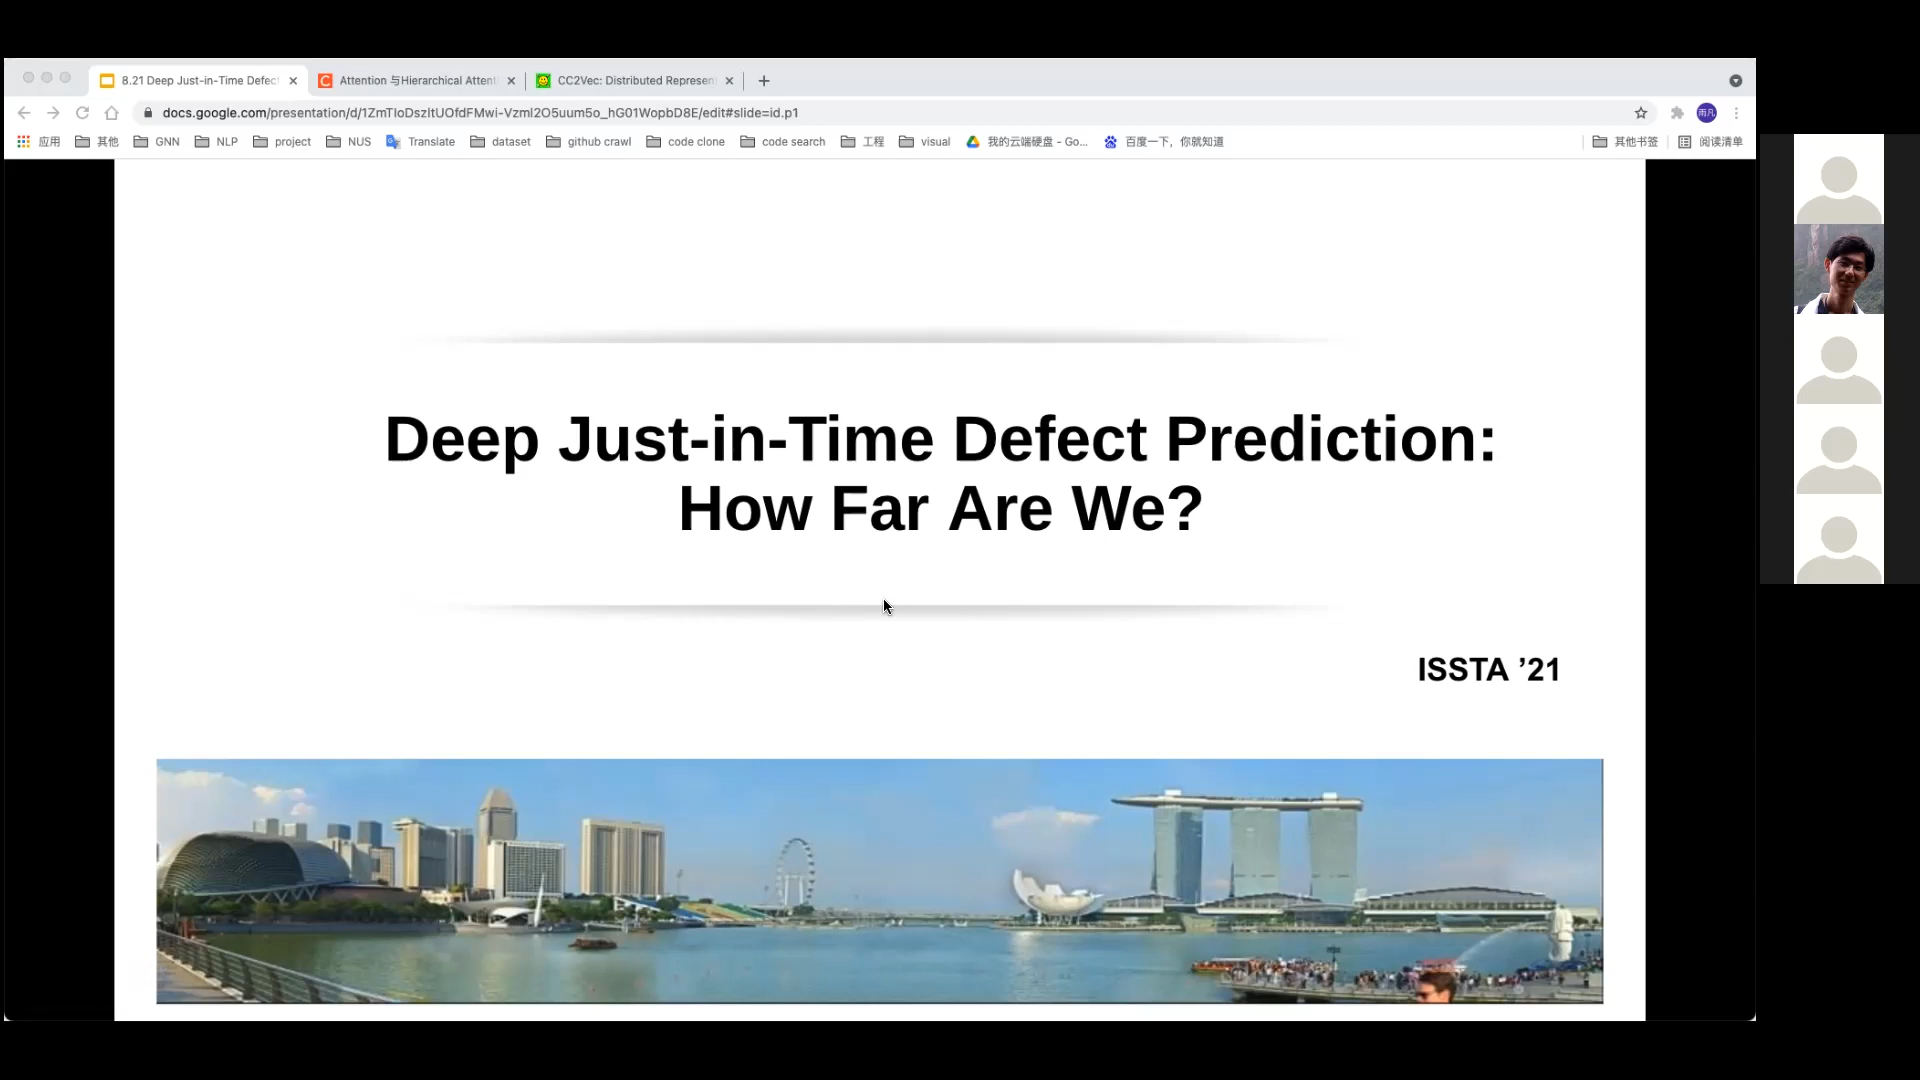 8.21 Deep Just-in-Time Defect
Attention 与Hierarchical Attent
CC2Vec: Distributed Represen
docs.google.com/presentation/d/1ZmTIoDszItUOfdFMwi-Vzml2O5uum5o_hG01WopbD8E/edit#slide=id.p1
雨凡
应用 其他 GNN NLP project NUS Translate dataset github crawl code clone code search 工程 visual 我的云端硬盘 - Go... 百度一下，你就知道 其他书签 阅读清单
Deep Just-in-Time Defect Prediction:
How Far Are We?
ISSTA ’21